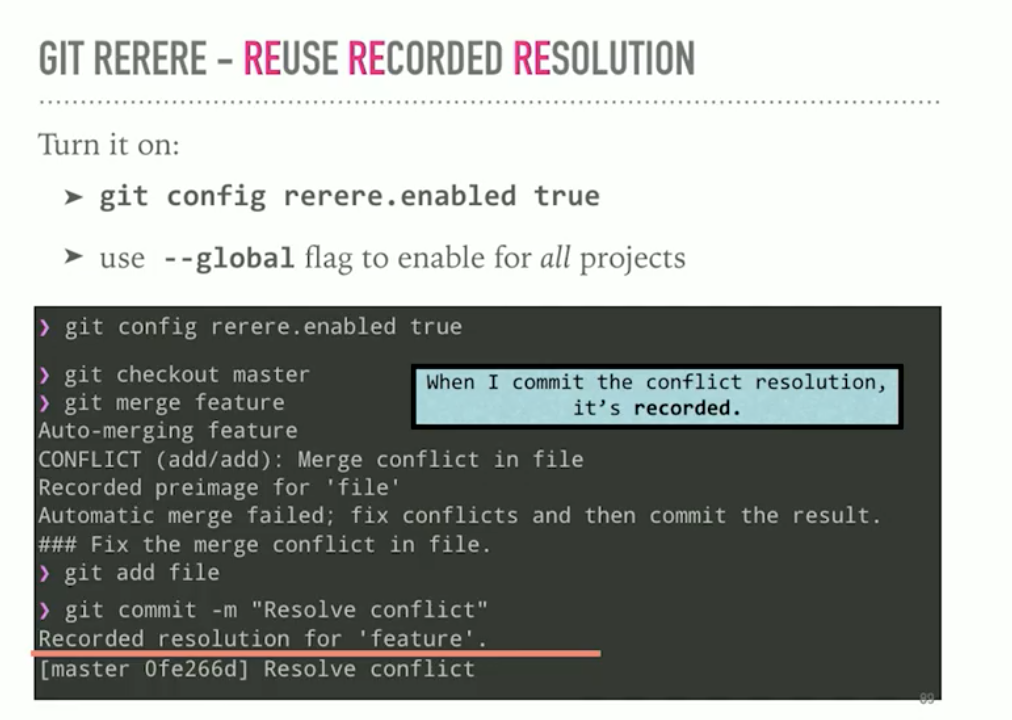 GIT RERERE – REUSE RECORDED RESOLUTION
Turn it on:
➤ git config rerere.enabled true
➤ use --global flag to enable for all projects
❯ git config rerere.enabled true
❯ git checkout master
❯ git merge feature
When I commit the conflict resolution,
it’s recorded.
Auto-merging feature
CONFLICT (add/add): Merge conflict in file
Recorded preimage for 'file'
Automatic merge failed; fix conflicts and then commit the result.
### Fix the merge conflict in file.
❯ git add file
❯ git commit -m "Resolve conflict"
Recorded resolution for 'feature'.
[master 0fe266d] Resolve conflict